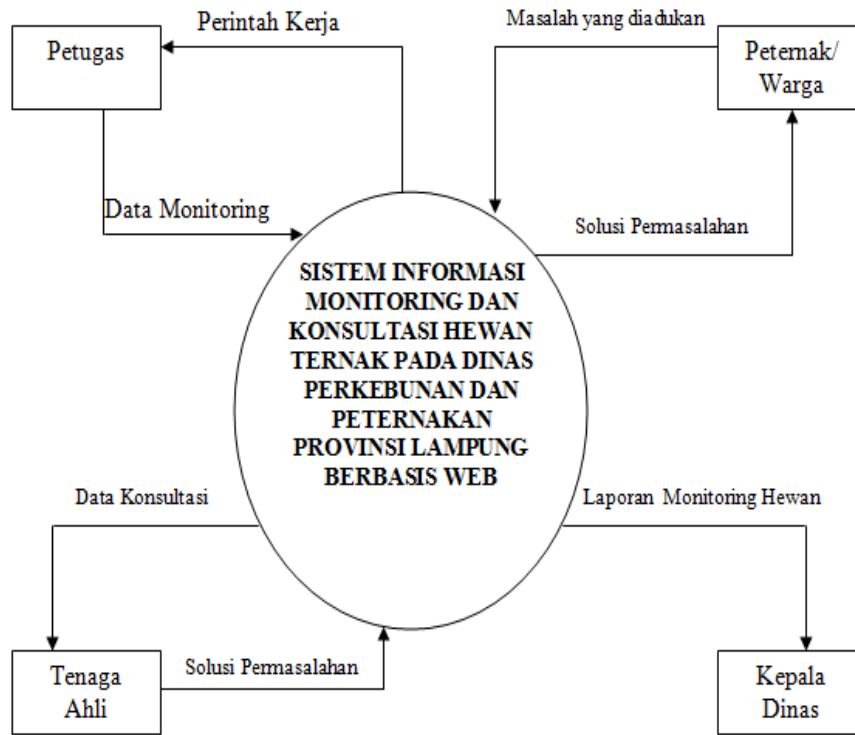 Perintah Kerja
Masalah yang diadukan
Petugas
Peternak/
Warga
Data Monitoring
Solusi Permasalahan
SISTEM INFORMASI
MONITORING DAN
KONSULTASI HEWAN
TERNAK PADA DINAS
PERKEBUNAN DAN
PETERNAKAN
PROVINSI LAMPUNG
BERBASIS WEB
Data Konsultasi
Laporan Monitoring Hewan
Tenaga
Ahli
Solusi Permasalahan
Kepala
Dinas